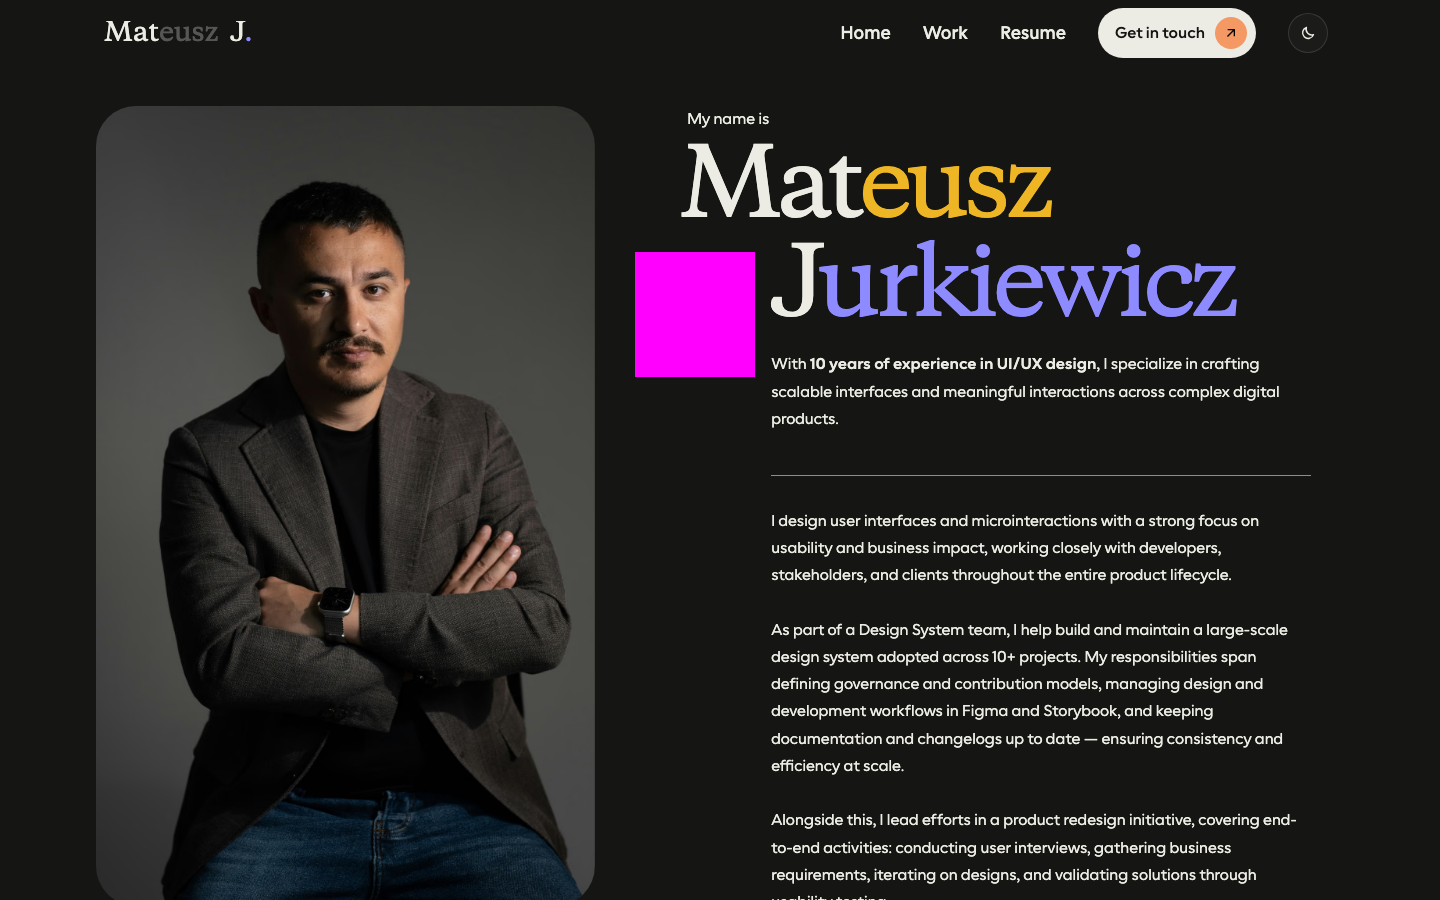 Mateusz J.
Home
Work
Resume
Get in touch
My name is
Mateusz
Jurkiewicz
With 10 years of experience in UI/UX design, I specialize in crafting
scalable interfaces and meaningful interactions across complex digital
products.
I design user interfaces and microinteractions with a strong focus on
usability and business impact, working closely with developers,
stakeholders, and clients throughout the entire product lifecycle.
As part of a Design System team, I help build and maintain a large-scale
design system adopted across 10+ projects. My responsibilities span
defining governance and contribution models, managing design and
development workflows in Figma and Storybook, and keeping
documentation and changelogs up to date — ensuring consistency and
efficiency at scale.
Alongside this, I lead efforts in a product redesign initiative, covering end-
to-end activities: conducting user interviews, gathering business
requirements, iterating on designs, and validating solutions through